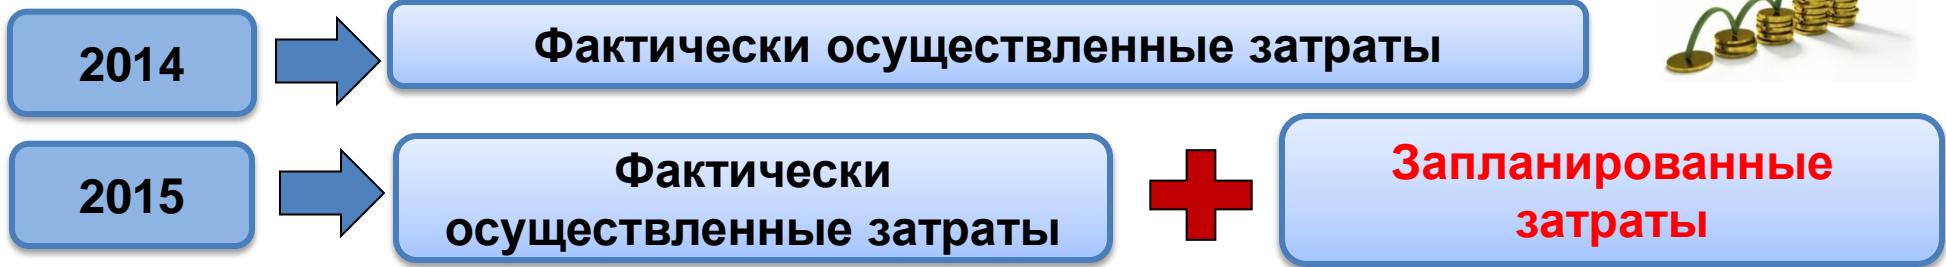 2014
Фактически осуществленные затраты
2015
Фактически
осуществленные затраты
Запланированные
затраты